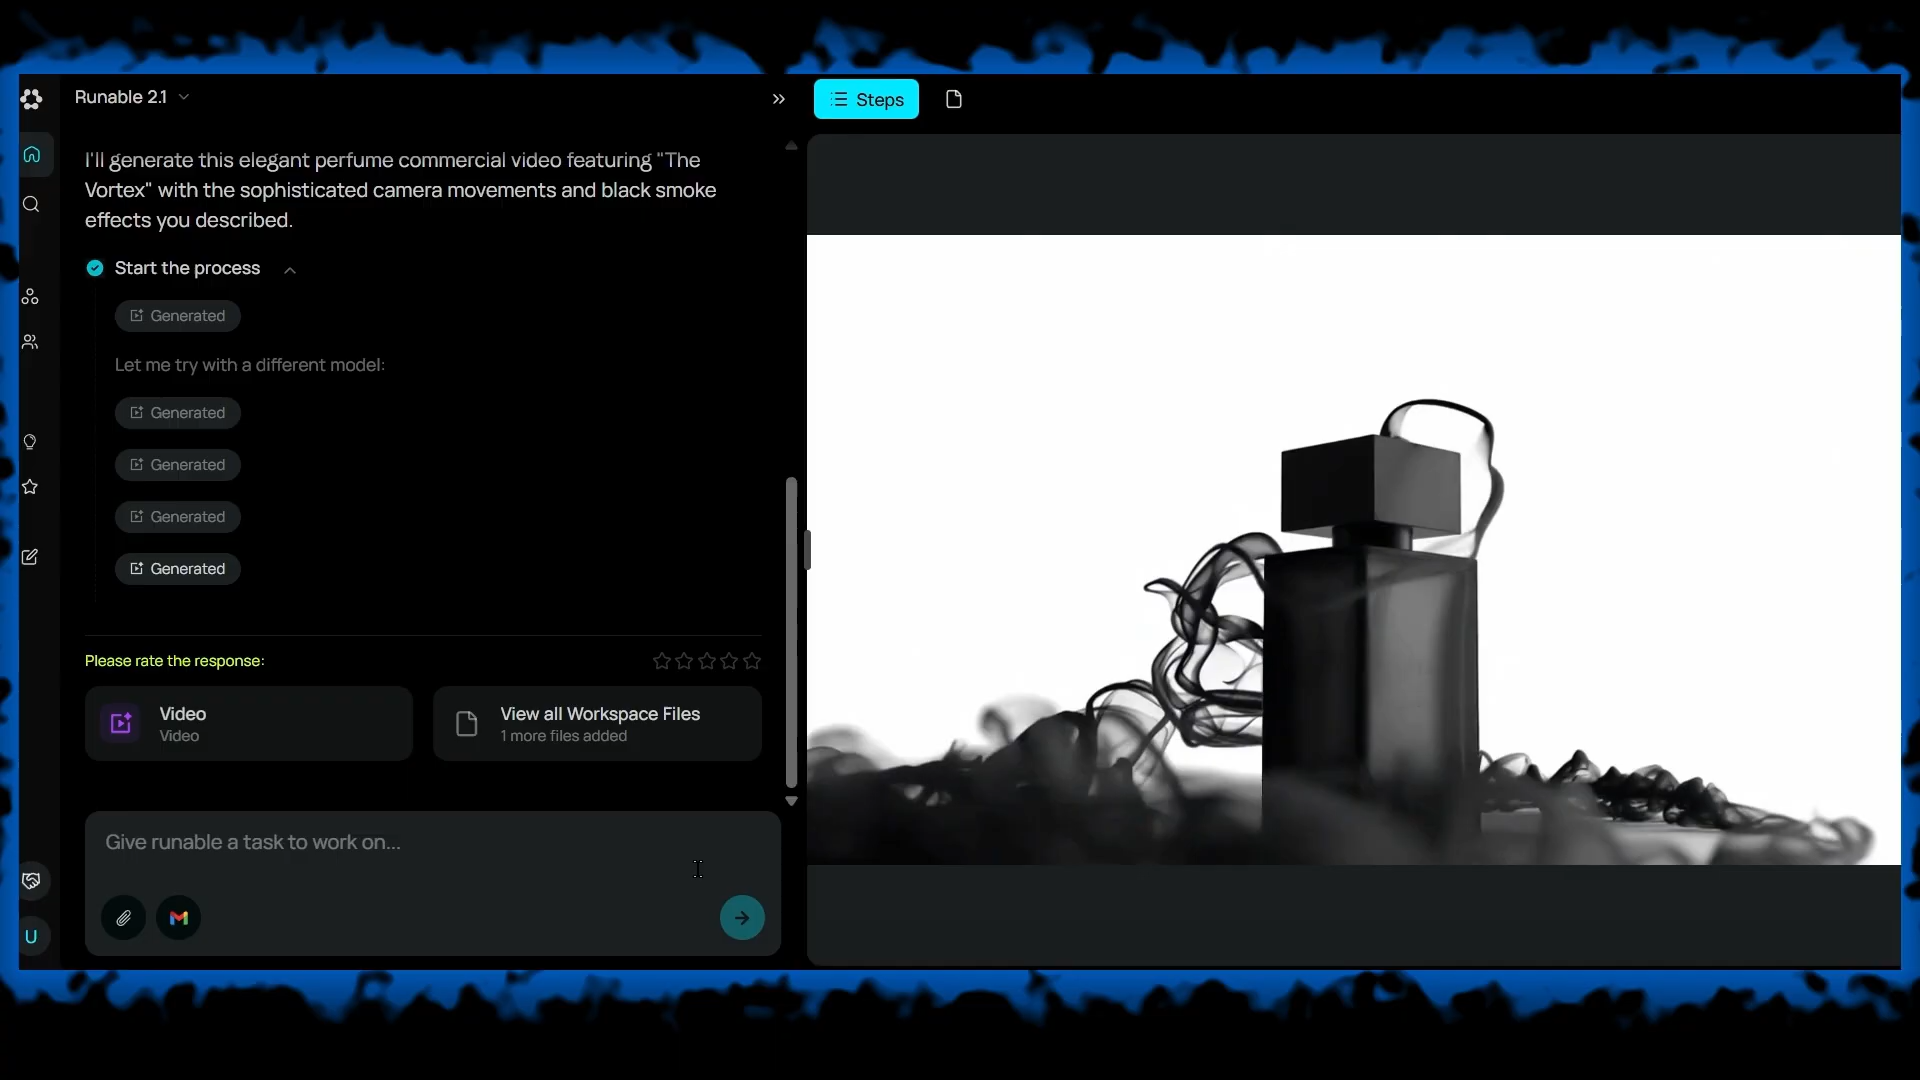 Runable 2.1
Steps
I'll generate this elegant perfume commercial video featuring "The
Vortex" with the sophisticated camera movements and black smoke
effects you described.
Start the process
Generated
Let me try with a different model:
Generated
Generated
Generated
Generated
Please rate the response:
Video
Video
View all Workspace Files
1 more files added
Give runable a task to work on...
U